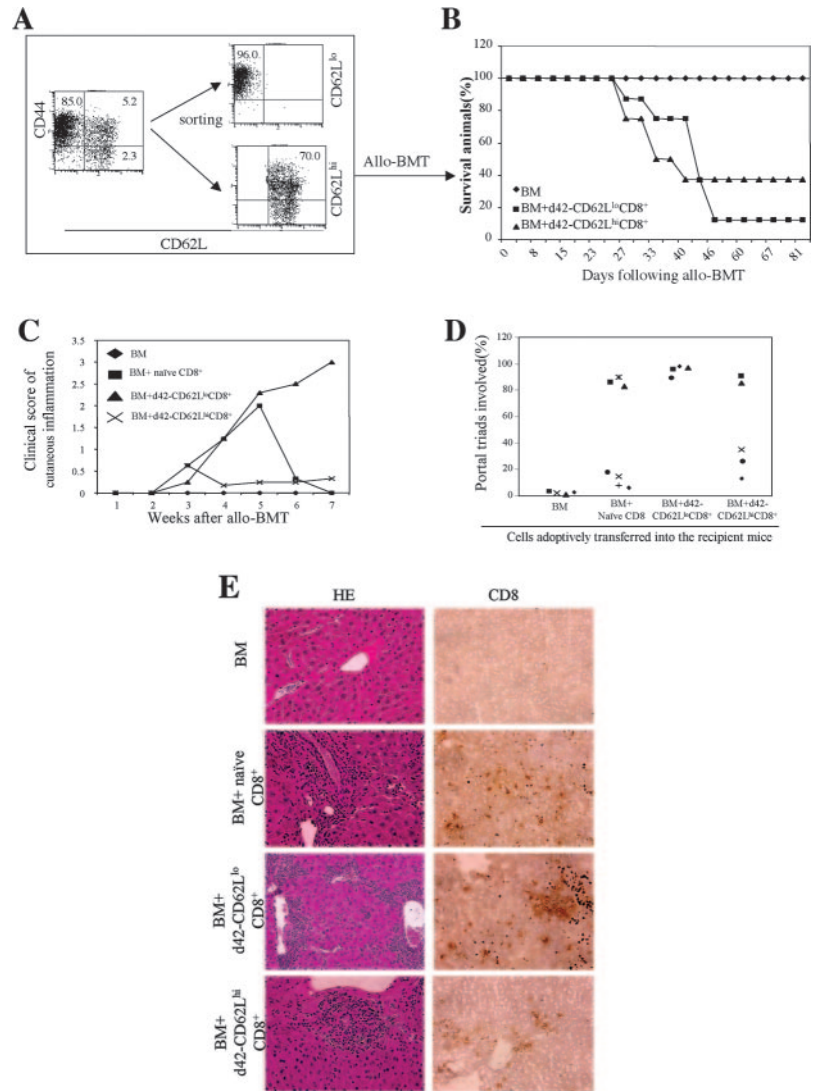 A
CD44
85.0
5.2
2.3
sorting
96.0
CD62L^lo
70.0
CD62L^hi
CD62L
Allo-BMT
B
Survival animals(%)
120
100
80
60
40
20
0
BM
BM+d42-CD62L^loCD8⁺
BM+d42-CD62L^hiCD8⁺
0 4 8 13 18 23 27 33 36 40 46 60 67 81
Days following allo-BMT
C
Clinical score of
cutaneous inflammation
3.5
3
2.5
2
1.5
1
0.5
0
BM
BM+ naïve CD8⁺
BM+d42-CD62L^loCD8⁺
BM+d42-CD62L^hiCD8⁺
1 2 3 4 5 6 7
Weeks after allo-BMT
D
Portal triads involved(%)
120
100
80
60
40
20
0
BM
BM+
Naïve CD8
BM+d42-
CD62L^loCD8⁺
BM+d42-
CD62L^hiCD8⁺
Cells adoptively transferred into the recipient mice
E
HE
CD8
BM
BM+ naïve
CD8⁺
BM+
d42-CD62L^lo
CD8⁺
BM+
d42-CD62L^hi
CD8⁺